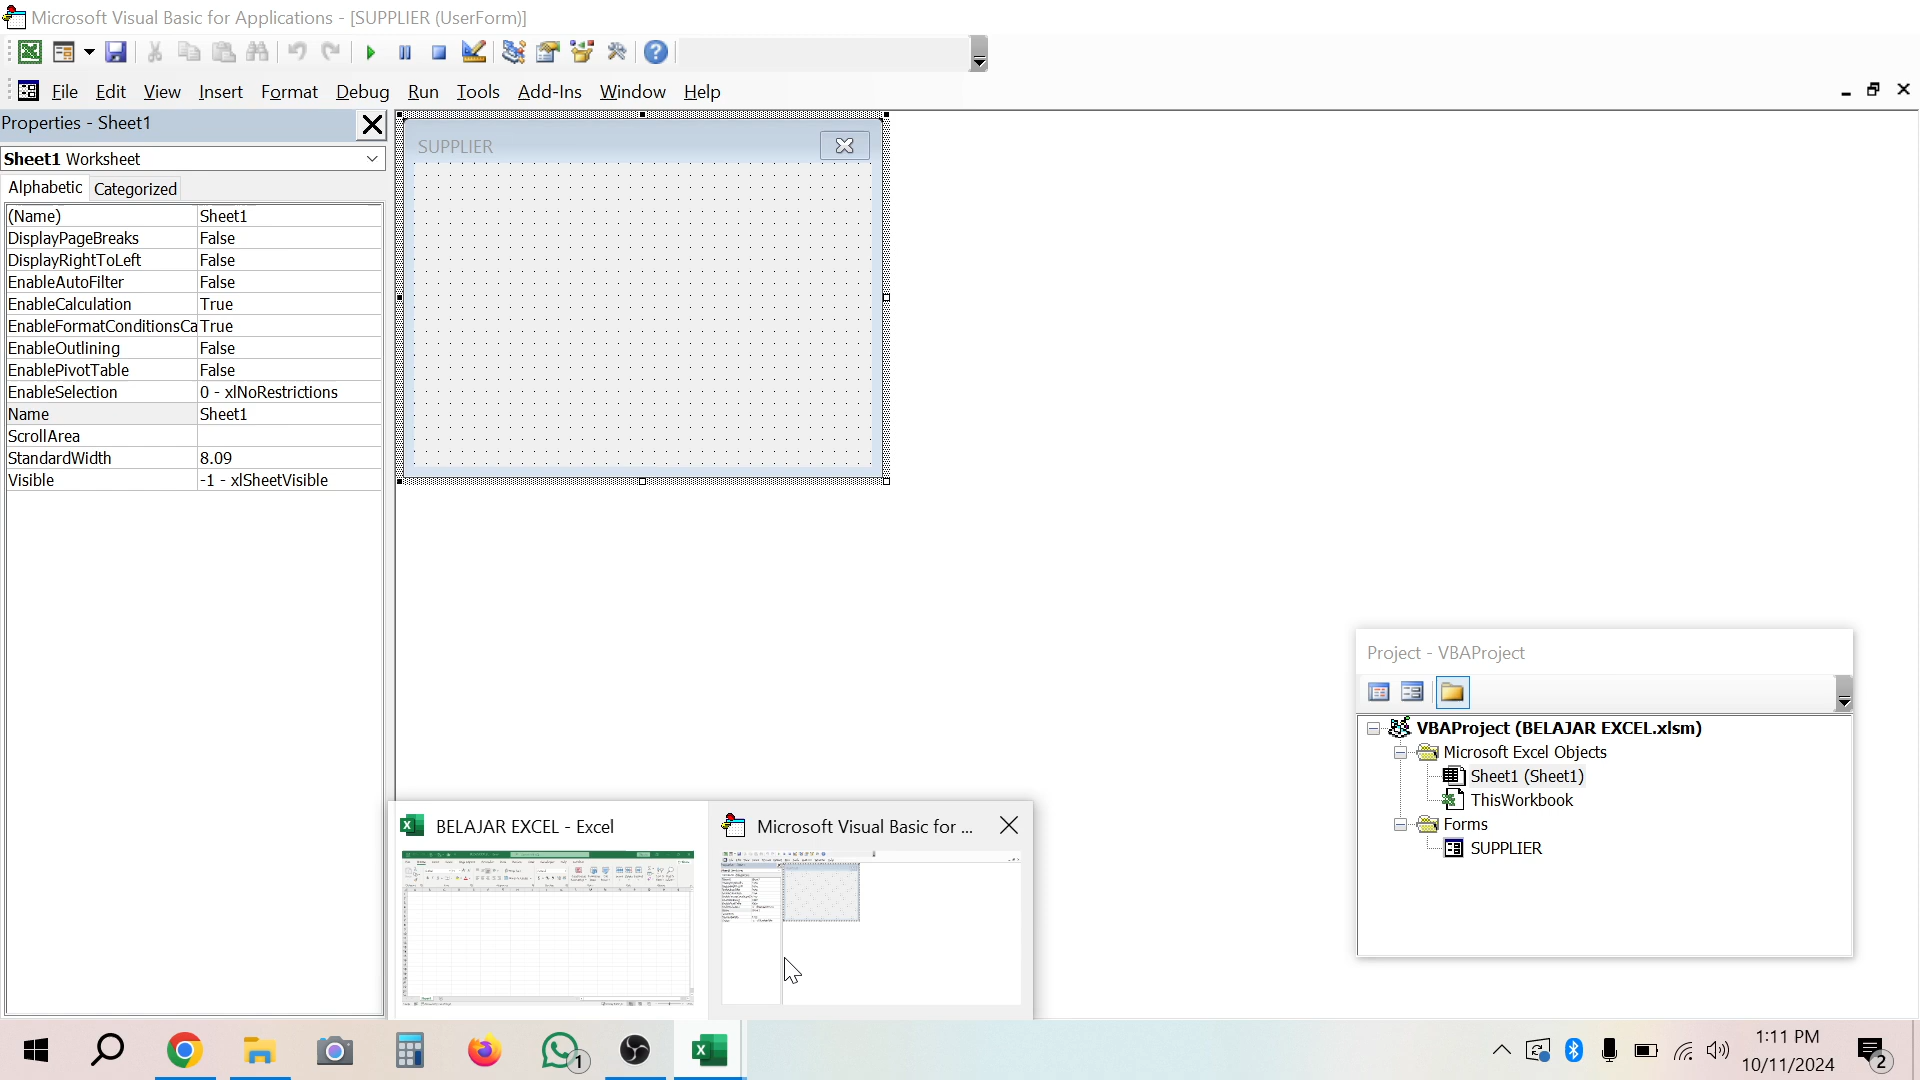 Microsoft Visual Basic for Applications - [SUPPLIER (UserForm)]
File Edit View Insert Format Debug Run Tools Add-Ins Window Help
Properties - Sheet1
Sheet1 Worksheet
Alphabetic Categorized
(Name) Sheet1
DisplayPageBreaks False
DisplayRightToLeft False
EnableAutoFilter False
EnableCalculation True
EnableFormatConditionsCa True
EnableOutlining False
EnablePivotTable False
EnableSelection 0 - xlNoRestrictions
Name Sheet1
ScrollArea
StandardWidth 8.09
Visible -1 - xlSheetVisible
SUPPLIER
Project - VBAProject
VBAProject (BELAJAR EXCEL.xlsm)
Microsoft Excel Objects
Sheet1 (Sheet1)
ThisWorkbook
Forms
SUPPLIER
BELAJAR EXCEL - Excel
Microsoft Visual Basic for ...
1
1:11 PM
10/11/2024
2